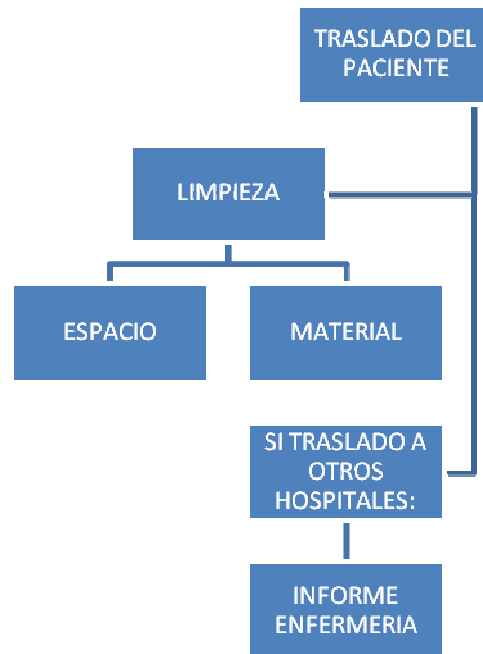 TRASLADO DEL
PACIENTE
LIMPIEZA
ESPACIO
MATERIAL
SI TRASLADO A
OTROS
HOSPITALES:
INFORME
ENFERMERIA